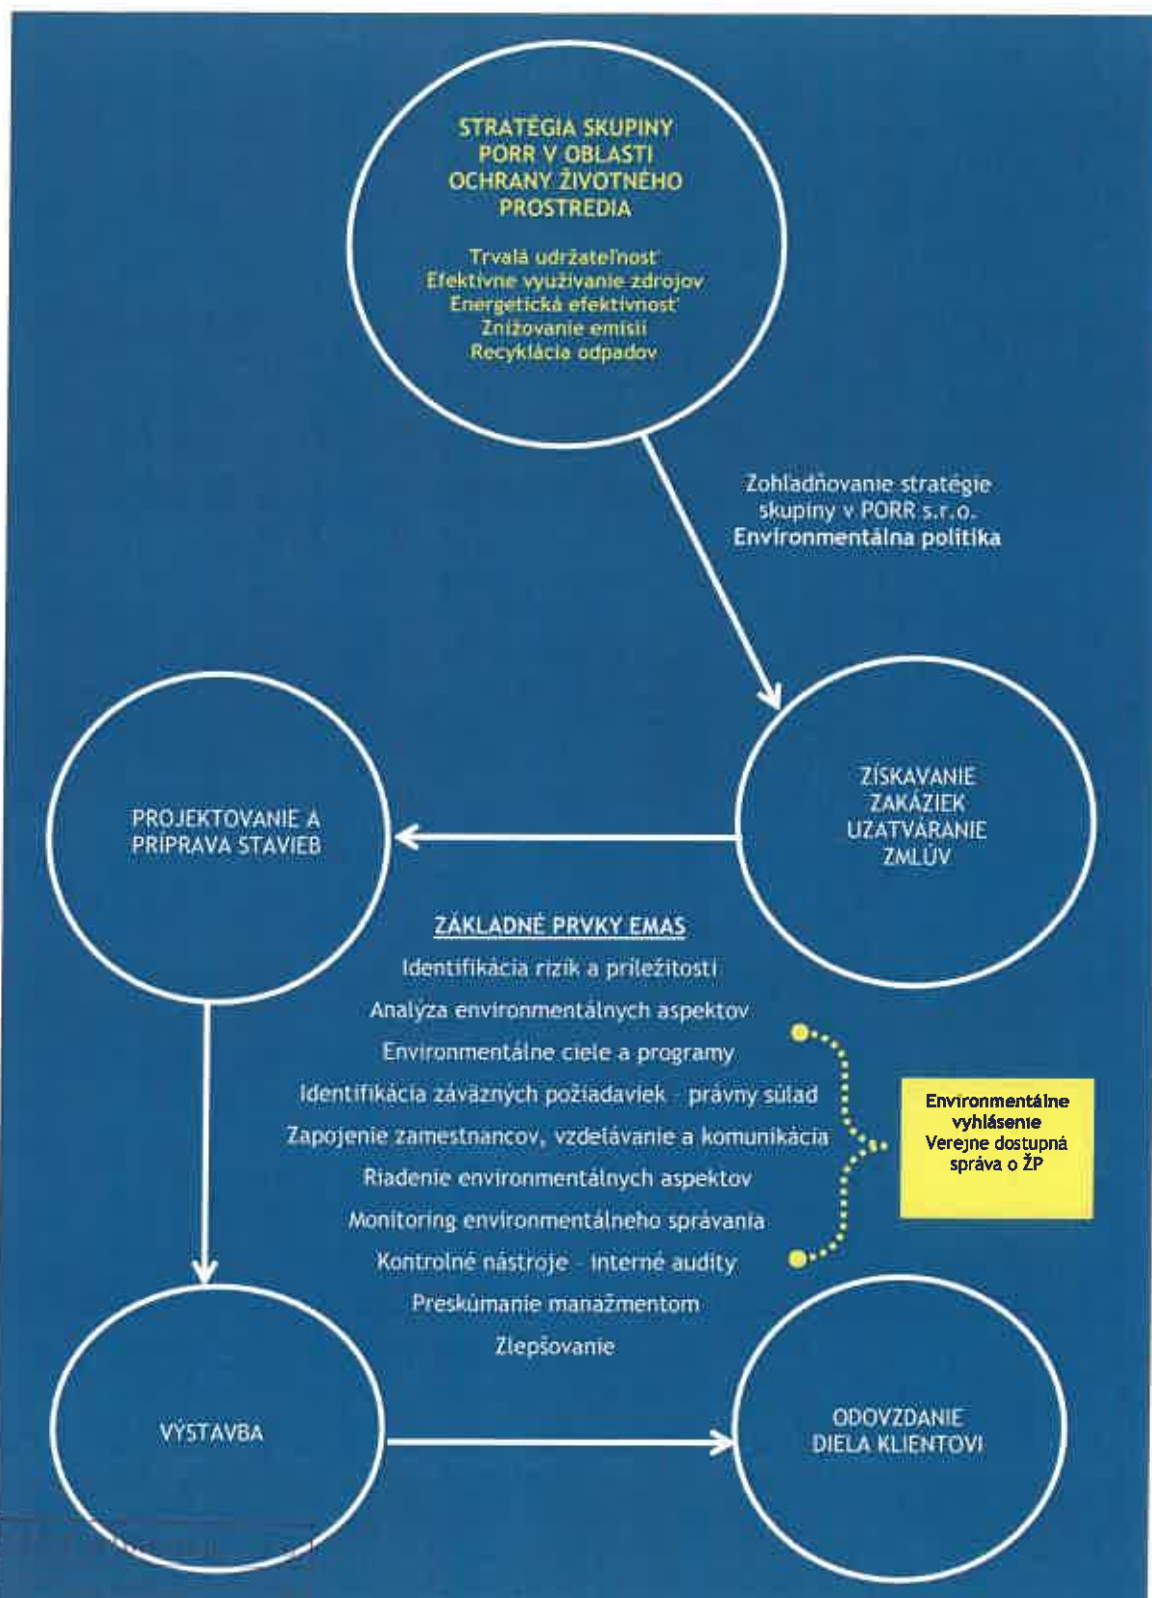 STRATÉGIA SKUPINY
PORR V OBLASTI
OCHRANY ŽIVOTNÉHO
PROSTREDIA
Trvalá udržateľnosť
Efektívne využívanie zdrojov
Energetická efektívnosť
Znižovanie emisií
Recyklácia odpadov
Zohladňovanie stratégie
skupiny v PORR s.r.o.
Environmentálna politika
ZÍSKAVANIE
ZAKÁZIEK
UZATVÁRANIE
ZMLÚV
PROJEKTOVANIE A
PRÍPRAVA STAVIEB
ZÁKLADNÉ PRVKY EMAS
Identifikácia rizík a príležitostí
Analýza environmentálnych aspektov
Environmentálne ciele a programy
Identifikácia záväzných požiadaviek – právny súlad
Zapojenie zamestnancov, vzdelávanie a komunikácia
Riadenie environmentálnych aspektov
Monitoring environmentálneho správania
Kontrolné nástroje – interné audity
Preskúmanie manažmentom
Zlepšovanie
Environmentálne
vyhlásenie
Verejne dostupná
správa o ŽP
VÝSTAVBA
ODOVZDANIE
DIELA KLIENTOVI